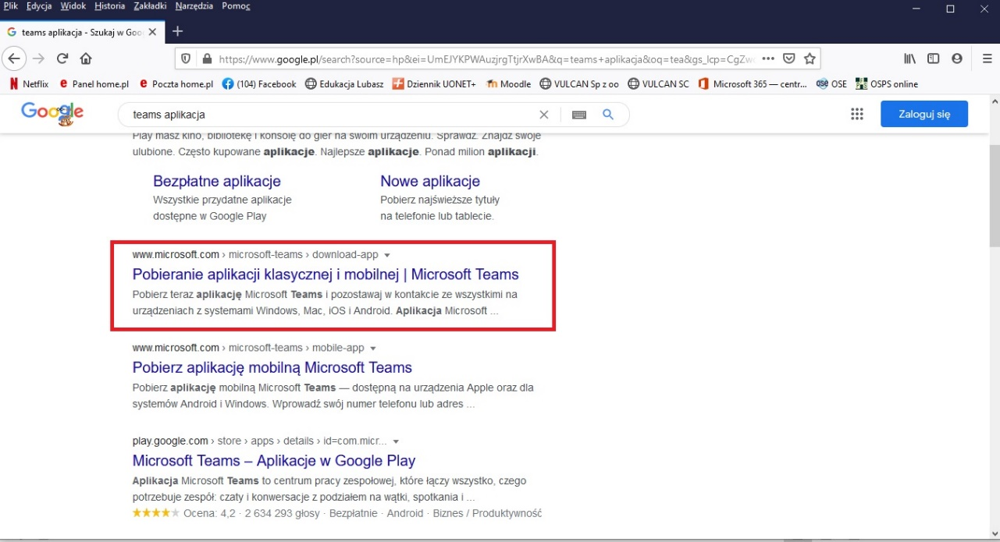 Plik Edycja Widok Historia Zakładki Narzędzia Pomoc
teams aplikacja - Szukaj w Goo
https://www.google.pl/search?source=hp&ei=UmEJYKPWAuzjrgTtjrXwBA&q=teams+aplikacja&oq=tea&gs_lcp=CgZw
Netflix Panel home.pl Poczta home.pl (104) Facebook Edukacja Lubasz Dziennik UONET+ Moodle VULCAN Sp z oo VULCAN SC Microsoft 365 — centr... OSE OSPS online
Google teams aplikacja Zaloguj się
Play masz kino, bibliotekę i konsolę do gier na swoim urządzeniu. Sprawdź. Znajdź swoje
ulubione. Często kupowane aplikacje. Najlepsze aplikacje. Ponad milion aplikacji.
Bezpłatne aplikacje Nowe aplikacje
Wszystkie przydatne aplikacje Pobierz najświeższe tytuły
dostępne w Google Play na telefonie lub tablecie.
www.microsoft.com › microsoft-teams › download-app
Pobieranie aplikacji klasycznej i mobilnej | Microsoft Teams
Pobierz teraz aplikację Microsoft Teams i pozostawaj w kontakcie ze wszystkimi na
urządzeniach z systemami Windows, Mac, iOS i Android. Aplikacja Microsoft ...
www.microsoft.com › microsoft-teams › mobile-app
Pobierz aplikację mobilną Microsoft Teams
Pobierz aplikację mobilną Microsoft Teams — dostępną na urządzenia Apple oraz dla
systemów Android i Windows. Wprowadź swój numer telefonu lub adres ...
play.google.com › store › apps › details › id=com.micr...
Microsoft Teams – Aplikacje w Google Play
Aplikacja Microsoft Teams to centrum pracy zespołowej, które łączy wszystko, czego
potrzebuje zespół: czaty i konwersacje z podziałem na wątki, spotkania i ...
Ocena: 4,2 · 2 634 293 głosy · Bezpłatnie · Android · Biznes / Produktywność